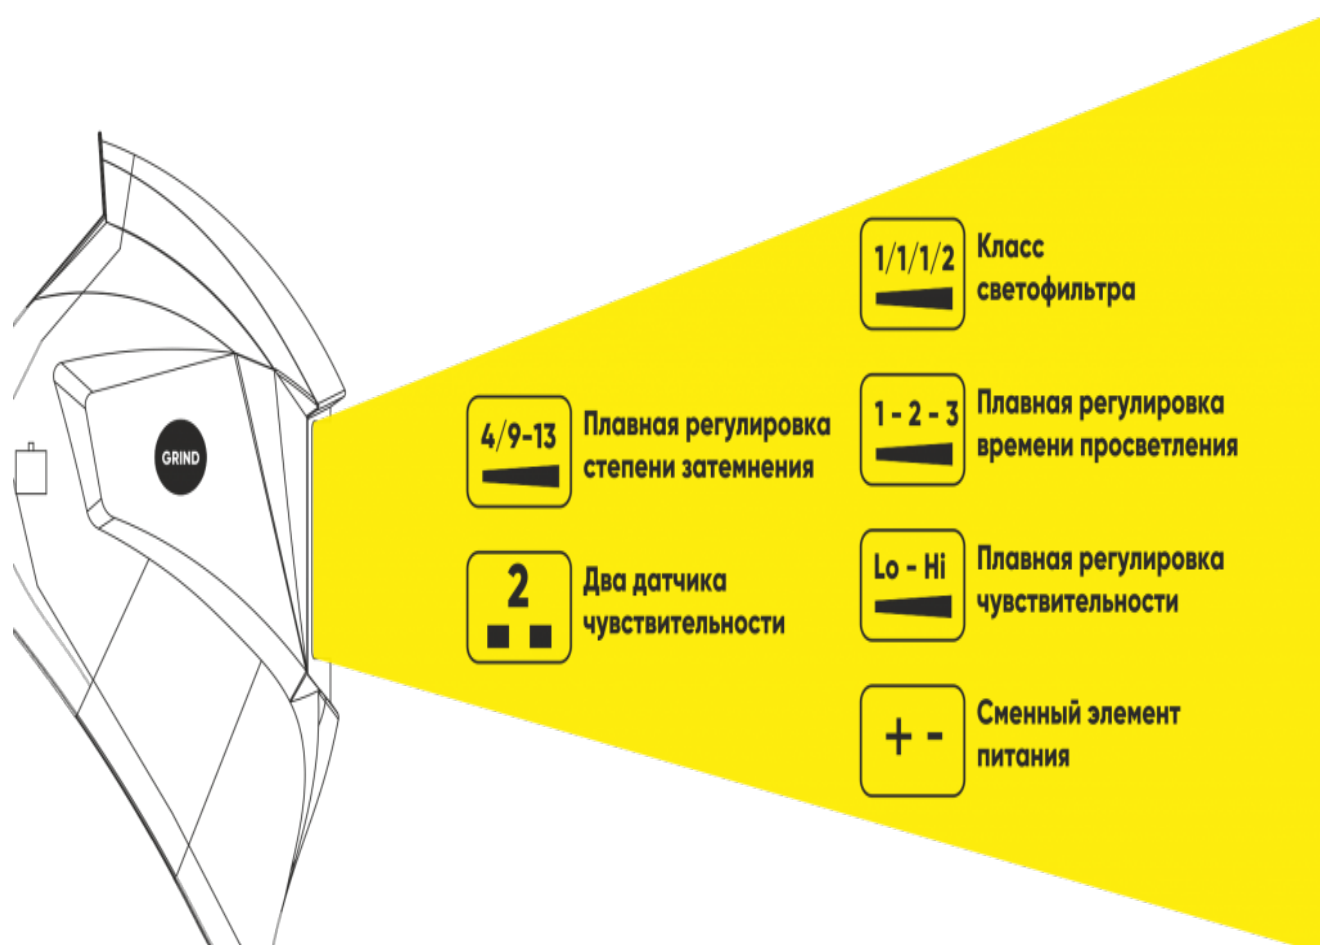 GRIND
4/9-13
Плавная регулировка
степени затемнения
2
Два датчика
чувствительности
1/1/1/2
Класс
светофильтра
1 - 2 - 3
Плавная регулировка
времени просветления
Lo - Hi
Плавная регулировка
чувствительности
+ -
Сменный элемент
питания